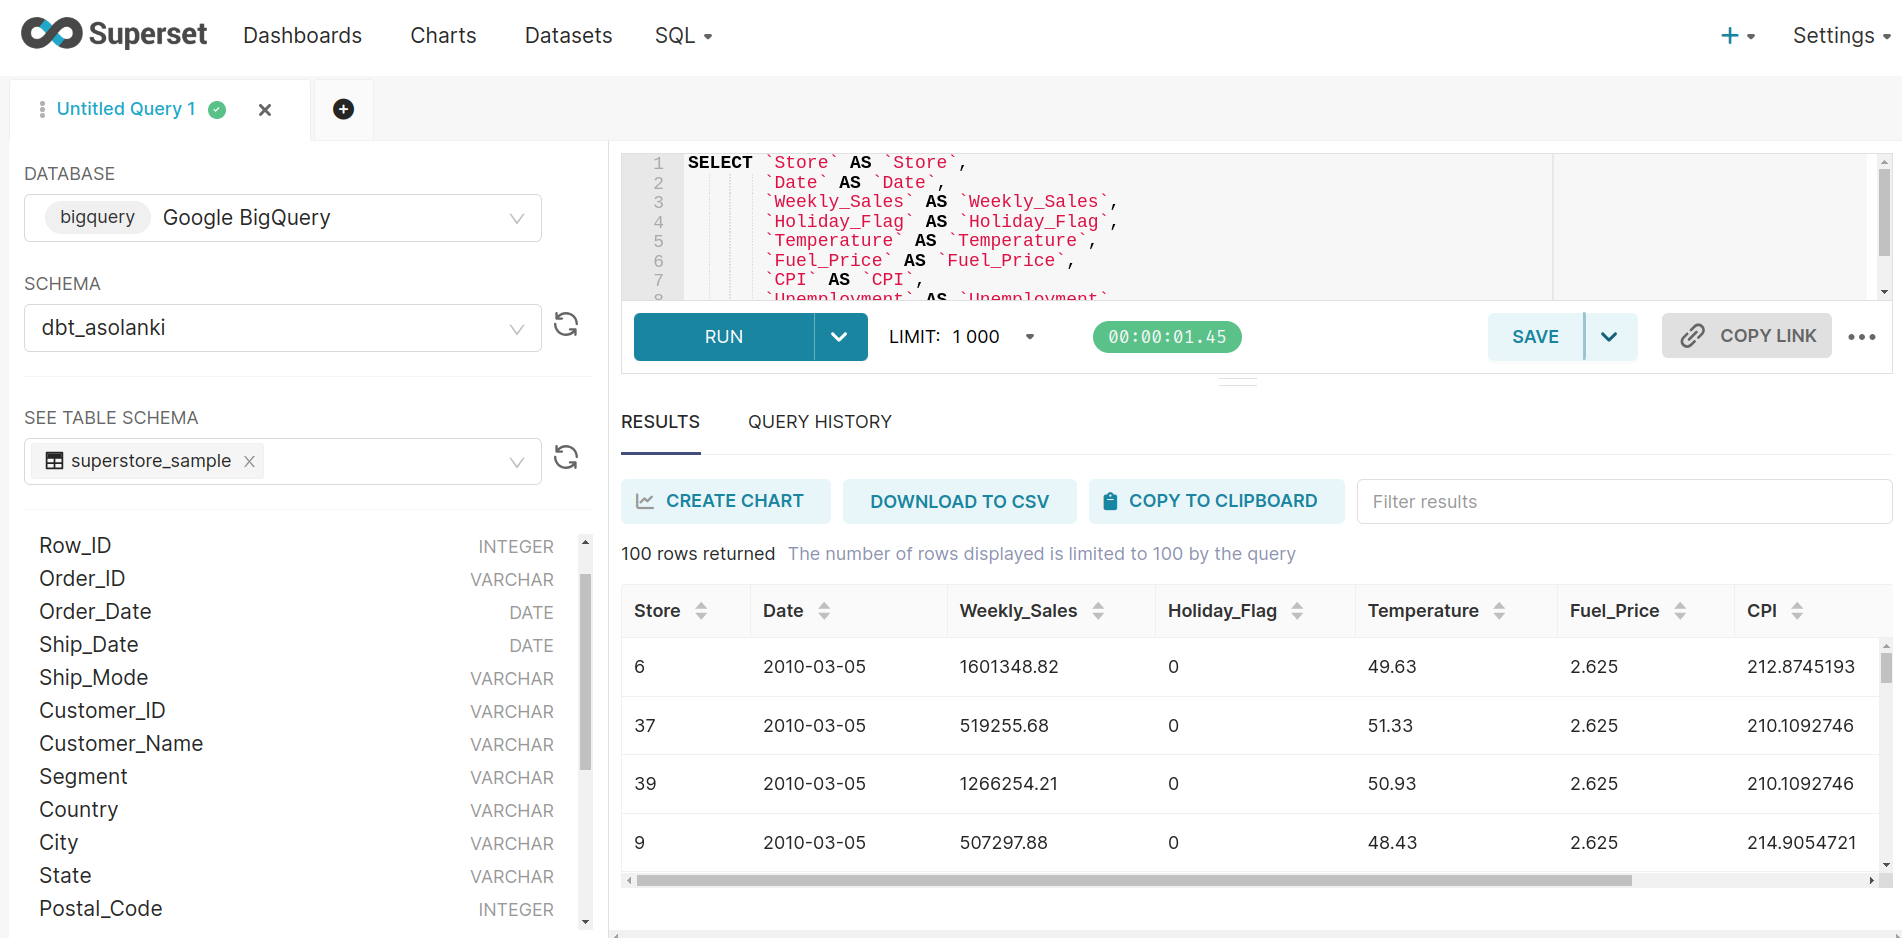 Superset Dashboards Charts Datasets SQL + Settings
Untitled Query 1
DATABASE
bigquery Google BigQuery
SCHEMA
dbt_asolanki
SEE TABLE SCHEMA
superstore_sample
Row_ID INTEGER
Order_ID VARCHAR
Order_Date DATE
Ship_Date DATE
Ship_Mode VARCHAR
Customer_ID VARCHAR
Customer_Name VARCHAR
Segment VARCHAR
Country VARCHAR
City VARCHAR
State VARCHAR
Postal_Code INTEGER
1 SELECT `Store` AS `Store`,
2 `Date` AS `Date`,
3 `Weekly_Sales` AS `Weekly_Sales`,
4 `Holiday_Flag` AS `Holiday_Flag`,
5 `Temperature` AS `Temperature`,
6 `Fuel_Price` AS `Fuel_Price`,
7 `CPI` AS `CPI`,
8 `Unemployment` AS `Unemployment`
RUN LIMIT: 1 000 00:00:01.45 SAVE COPY LINK
RESULTS QUERY HISTORY
CREATE CHART DOWNLOAD TO CSV COPY TO CLIPBOARD Filter results
100 rows returned The number of rows displayed is limited to 100 by the query
Store Date Weekly_Sales Holiday_Flag Temperature Fuel_Price CPI
6 2010-03-05 1601348.82 0 49.63 2.625 212.8745193
37 2010-03-05 519255.68 0 51.33 2.625 210.1092746
39 2010-03-05 1266254.21 0 50.93 2.625 210.1092746
9 2010-03-05 507297.88 0 48.43 2.625 214.9054721